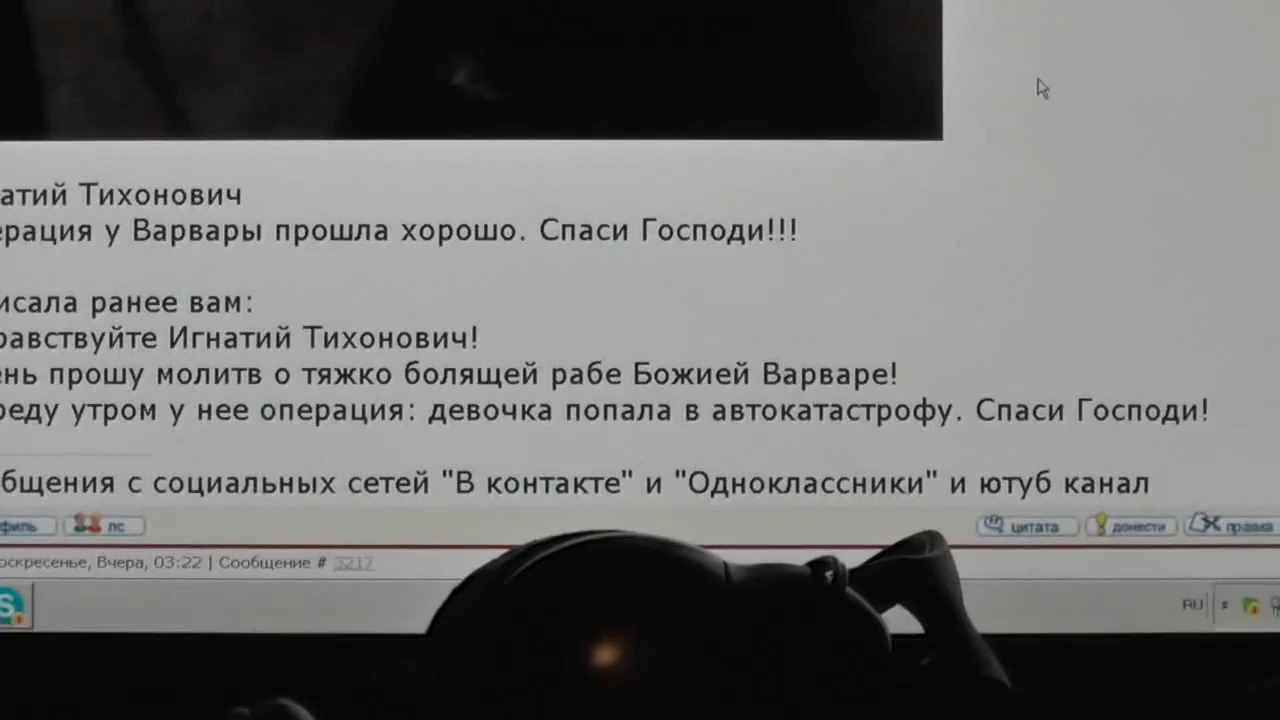 атий Тихонович
ерация у Варвары прошла хорошо. Спаси Господи!!!
исала ранее вам:
равствуйте Игнатий Тихонович!
ень прошу молитв о тяжко болящей рабе Божией Варваре!
реду утром у нее операция: девочка попала в автокатастрофу. Спаси Господи!
бщения с социальных сетей "В контакте" и "Одноклассники" и ютуб канал
филь лс цитата донести правка
оскресенье, Вчера, 03:22 | Сообщение # 3217
RU